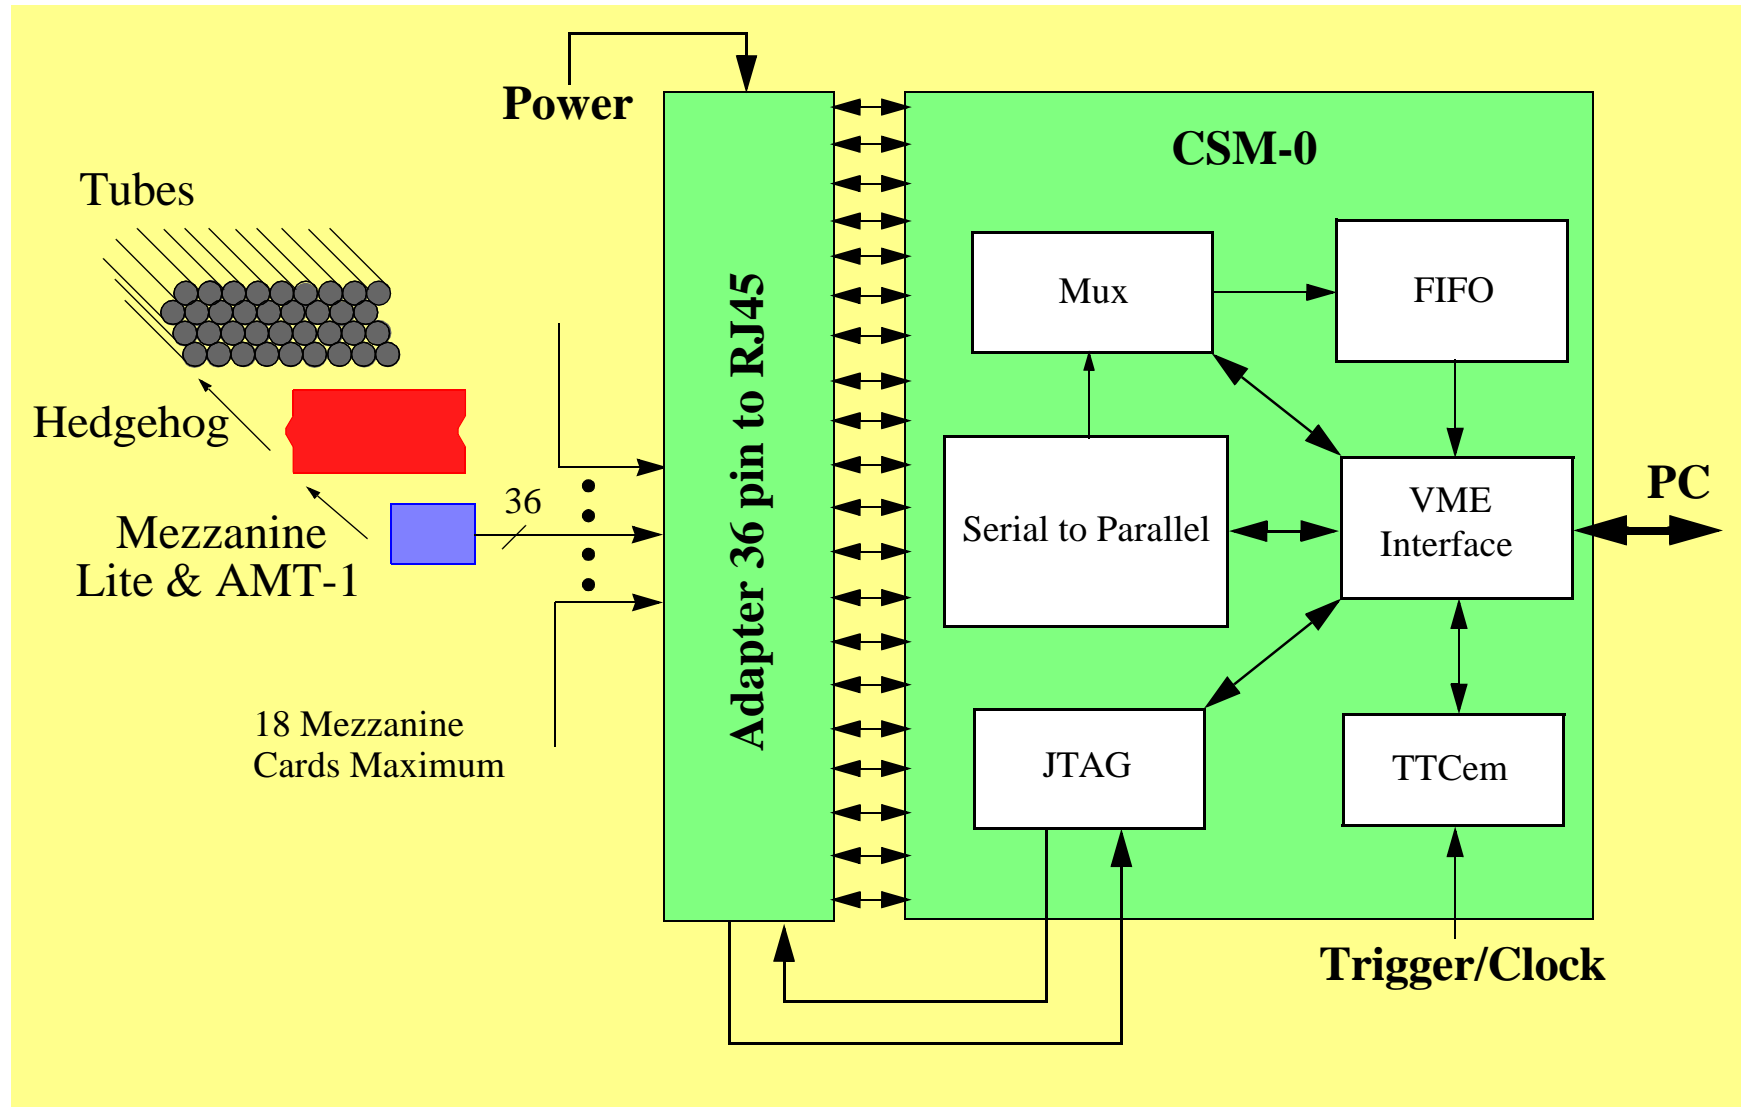 Power
CSM-0
Tubes
Mux
FIFO
Hedgehog
Adapter 36 pin to RJ45
36
Mezzanine
Lite & AMT-1
Serial to Parallel
VME
Interface
PC
18 Mezzanine
Cards Maximum
JTAG
TTCem
Trigger/Clock